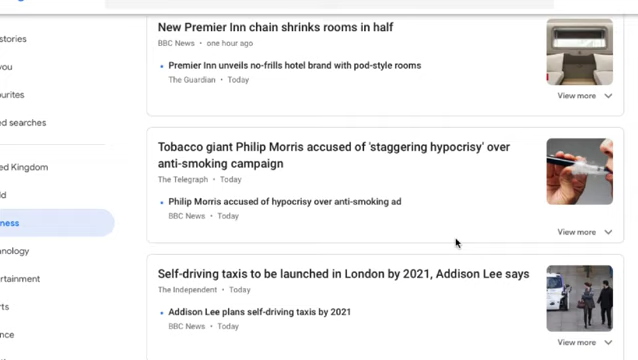 New Premier Inn chain shrinks rooms in half
BBC News • one hour ago
Premier Inn unveils no-frills hotel brand with pod-style rooms
The Guardian • Today
View more
Tobacco giant Philip Morris accused of 'staggering hypocrisy' over
anti-smoking campaign
The Telegraph • Today
Philip Morris accused of hypocrisy over anti-smoking ad
BBC News • Today
View more
Self-driving taxis to be launched in London by 2021, Addison Lee says
The Independent • Today
Addison Lee plans self-driving taxis by 2021
BBC News • Today
View more
stories
you
ourites
ed searches
ed Kingdom
ld
ness
nology
rtainment
rts
nce